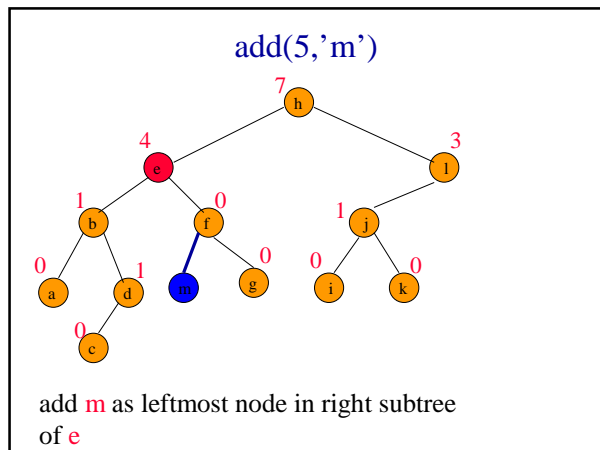 add(5,’m’)
7
h
4
3
e
l
1
0
b
f
1
j
0
1
0
0
0
a
d
m
g
i
k
0
c
add m as leftmost node in right subtree
of e